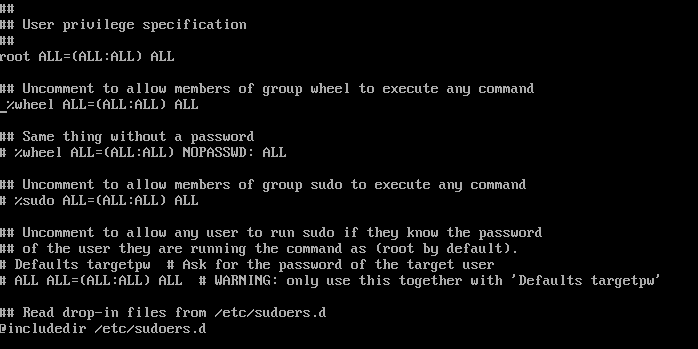 ##
## User privilege specification
##
root ALL=(ALL:ALL) ALL
## Uncomment to allow members of group wheel to execute any command
 %wheel ALL=(ALL:ALL) ALL
## Same thing without a password
# %wheel ALL=(ALL:ALL) NOPASSWD: ALL
## Uncomment to allow members of group sudo to execute any command
# %sudo ALL=(ALL:ALL) ALL
## Uncomment to allow any user to run sudo if they know the password
## of the user they are running the command as (root by default).
# Defaults targetpw  # Ask for the password of the target user
# ALL ALL=(ALL:ALL) ALL  # WARNING: only use this together with 'Defaults targetpw'
## Read drop-in files from /etc/sudoers.d
@includedir /etc/sudoers.d